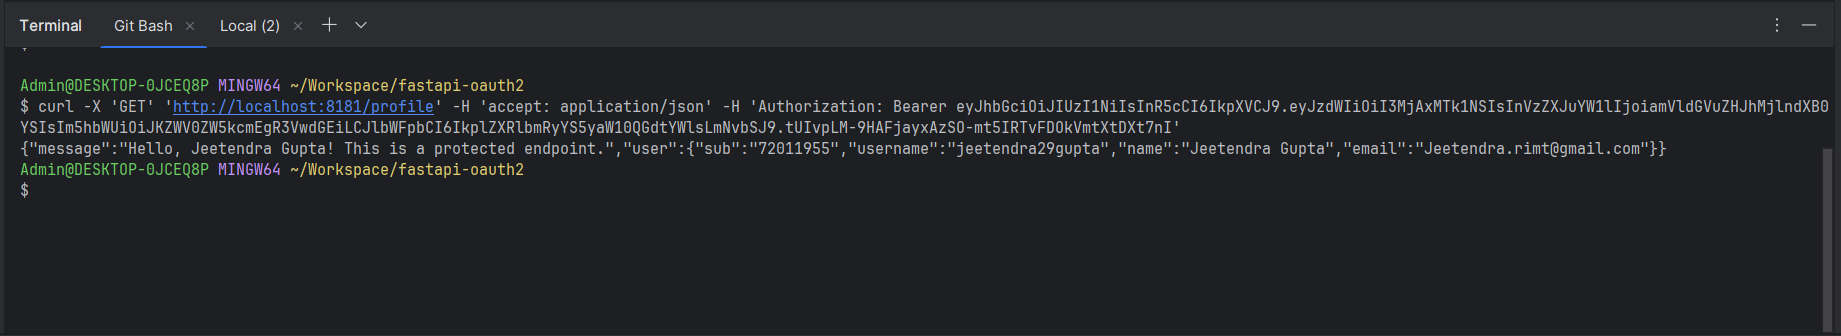 Terminal Git Bash × Local (2) × +
Admin@DESKTOP-0JCEQ8P MINGW64 ~/Workspace/fastapi-oauth2
$ curl -X 'GET' 'http://localhost:8181/profile' -H 'accept: application/json' -H 'Authorization: Bearer eyJhbGciOiJIUzI1NiIsInR5cCI6IkpXVCJ9.eyJzdWIiOiI3MjAxMTk1NSIsInVzZXJuYW1lIjoiamVldGVuZHJhMjlndXB0
YSIsIm5hbWUiOiJKZWV0ZW5kcmEgR3VwdGEiLCJlbWFpbCI6IkplZXRlbmRyYS5yaW10QGdtYWlsLmNvbSJ9.tUIvpLM-9HAFjayxAzSO-mt5IRTvFDOkVmtXtDXt7nI'
{"message":"Hello, Jeetendra Gupta! This is a protected endpoint.","user":{"sub":"72011955","username":"jeetendra29gupta","name":"Jeetendra Gupta","email":"Jeetendra.rimt@gmail.com"}}
Admin@DESKTOP-0JCEQ8P MINGW64 ~/Workspace/fastapi-oauth2
$